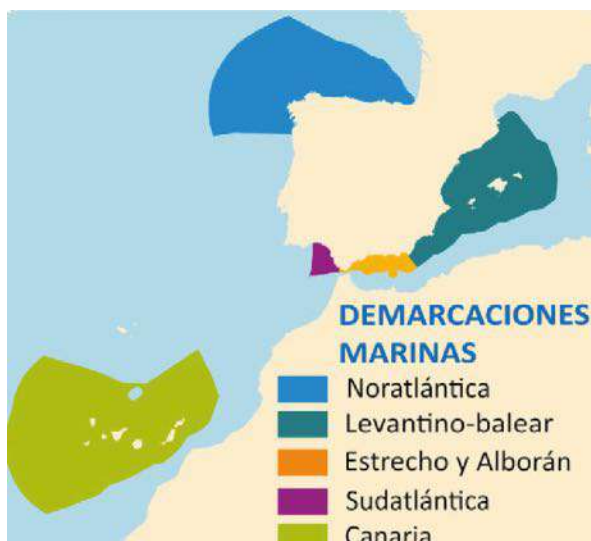 DEMARCACIONES
MARINAS
Noratlántica
Levantino-balear
Estrecho y Alborán
Sudatlántica
Canaria